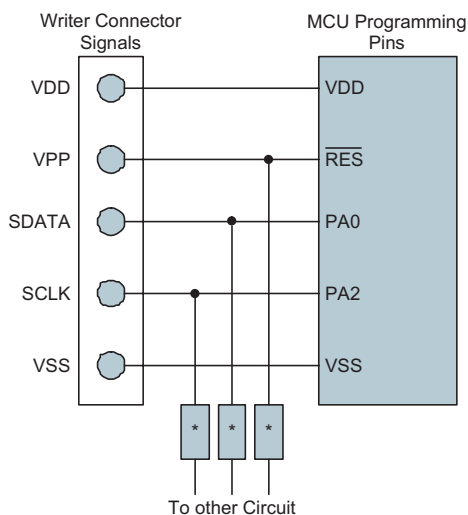 Writer Connector
Signals
MCU Programming
Pins
VDD
VDD
VPP
RES
SDATA
PA0
SCLK
PA2
VSS
VSS
* * *
To other Circuit